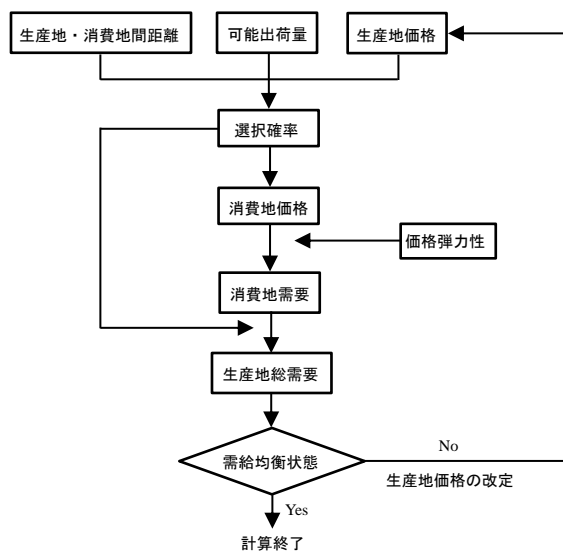 生産地・消費地間距離
可能出荷量
生産地価格
選択確率
消費地価格
価格弾力性
消費地需要
生産地総需要
需給均衡状態
No
生産地価格の改定
Yes
計算終了